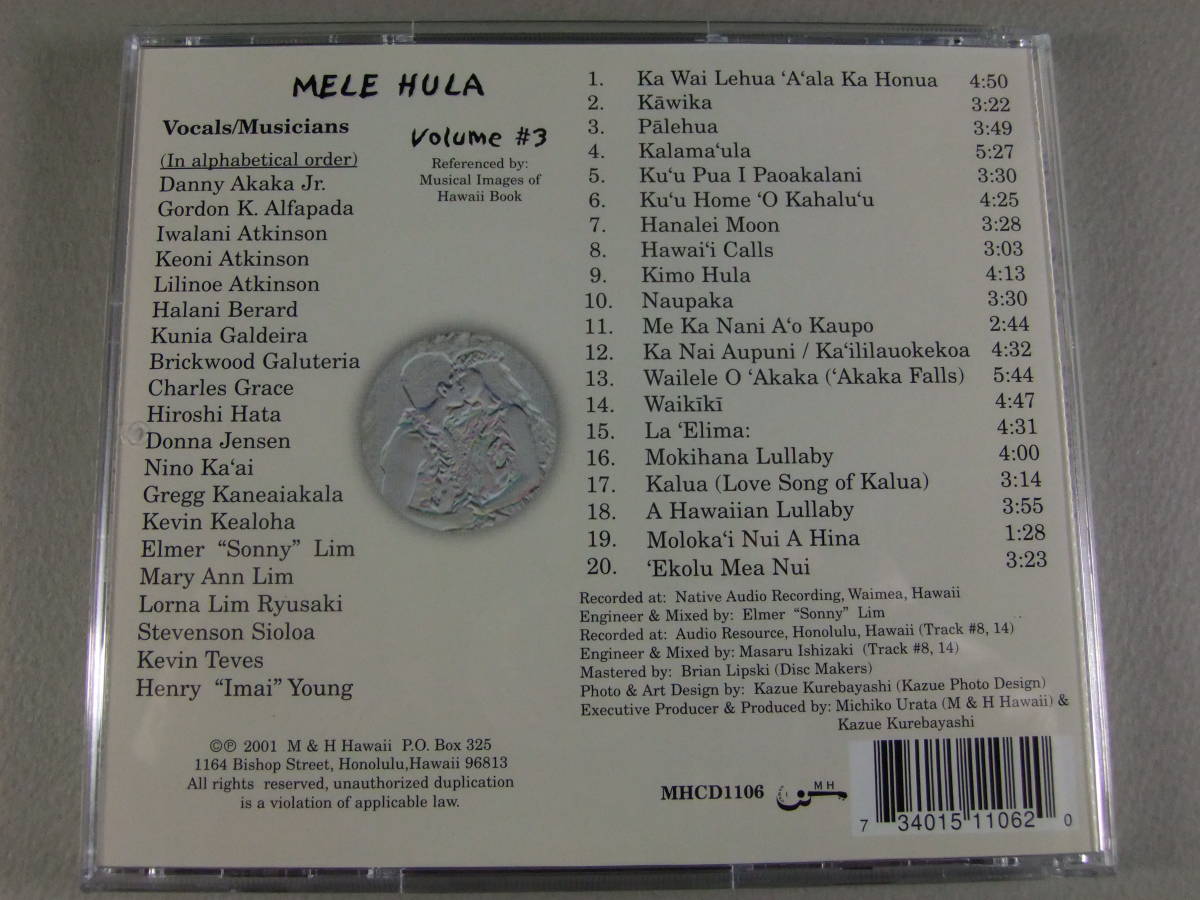 MELE HULA
Volume #3
Referenced by:
Musical Images of
Hawaii Book
Vocals/Musicians
(In alphabetical order)
Danny Akaka Jr.
Gordon K. Alfapada
Iwalani Atkinson
Keoni Atkinson
Lilinoe Atkinson
Halani Berard
Kunia Galdeira
Brickwood Galuteria
Charles Grace
Hiroshi Hata
Donna Jensen
Nino Ka‘ai
Gregg Kaneaiakala
Kevin Kealoha
Elmer “Sonny” Lim
Mary Ann Lim
Lorna Lim Ryusaki
Stevenson Sioloa
Kevin Teves
Henry “Imai” Young
©℗ 2001 M & H Hawaii P.O. Box 325
1164 Bishop Street, Honolulu,Hawaii 96813
All rights reserved, unauthorized duplication
is a violation of applicable law.
1. Ka Wai Lehua ‘A‘ala Ka Honua 4:50
2. Kāwika 3:22
3. Pālehua 3:49
4. Kalama‘ula 5:27
5. Ku‘u Pua I Paoakalani 3:30
6. Ku‘u Home ‘O Kahalu‘u 4:25
7. Hanalei Moon 3:28
8. Hawai‘i Calls 3:03
9. Kimo Hula 4:13
10. Naupaka 3:30
11. Me Ka Nani A‘o Kaupo 2:44
12. Ka Nai Aupuni / Ka‘ililauokekoa 4:32
13. Wailele O ‘Akaka (‘Akaka Falls) 5:44
14. Waikīkī 4:47
15. La ‘Elima: 4:31
16. Mokihana Lullaby 4:00
17. Kalua (Love Song of Kalua) 3:14
18. A Hawaiian Lullaby 3:55
19. Moloka‘i Nui A Hina 1:28
20. ‘Ekolu Mea Nui 3:23
Recorded at: Native Audio Recording, Waimea, Hawaii
Engineer & Mixed by: Elmer “Sonny” Lim
Recorded at: Audio Resource, Honolulu, Hawaii (Track #8, 14)
Engineer & Mixed by: Masaru Ishizaki (Track #8, 14)
Mastered by: Brian Lipski (Disc Makers)
Photo & Art Design by: Kazue Kurebayashi (Kazue Photo Design)
Executive Producer & Produced by: Michiko Urata (M & H Hawaii) &
Kazue Kurebayashi
MHCD1106
M H
7 34015 11062 0